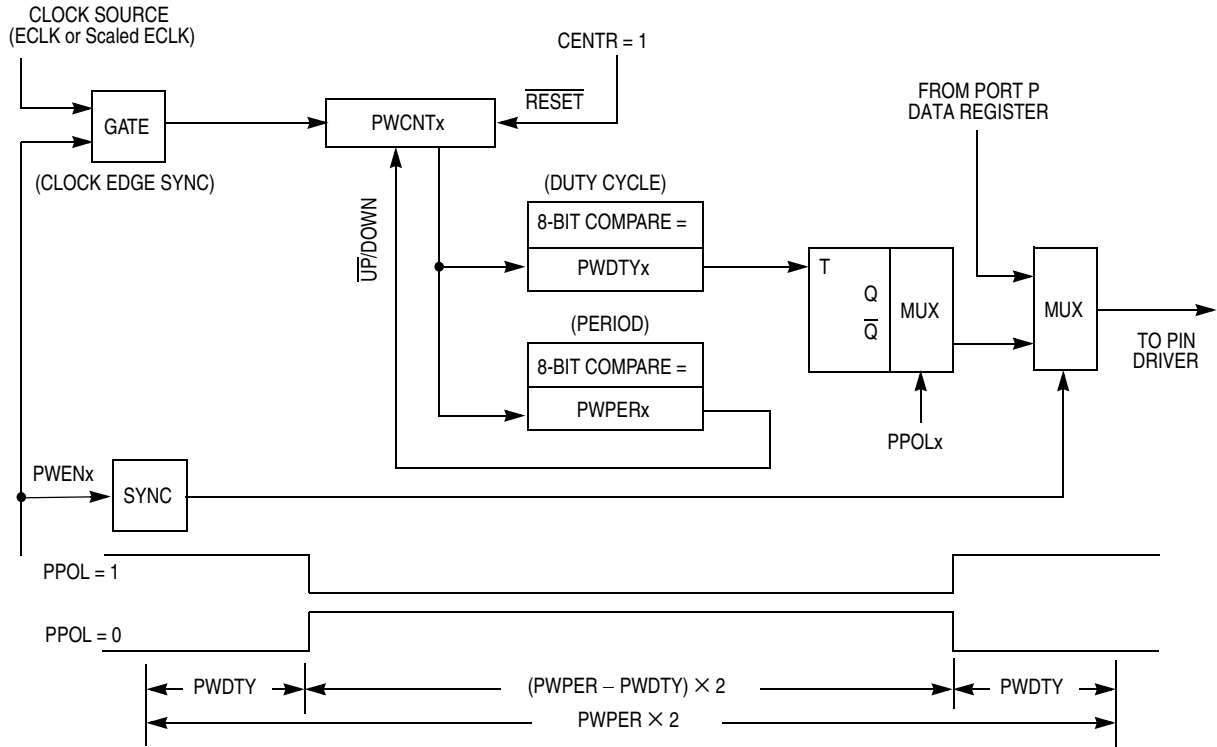 CLOCK SOURCE
(ECLK or Scaled ECLK)
CENTR = 1
RESET
FROM PORT P
DATA REGISTER
GATE
PWCNTx
(CLOCK EDGE SYNC)
UP/DOWN
(DUTY CYCLE)
8-BIT COMPARE =
PWDTYx
T
Q
Q
MUX
MUX
TO PIN
DRIVER
(PERIOD)
8-BIT COMPARE =
PWPERx
PPOLx
PWENx
SYNC
PPOL = 1
PPOL = 0
PWDTY
(PWPER − PWDTY) × 2
PWDTY
PWPER × 2